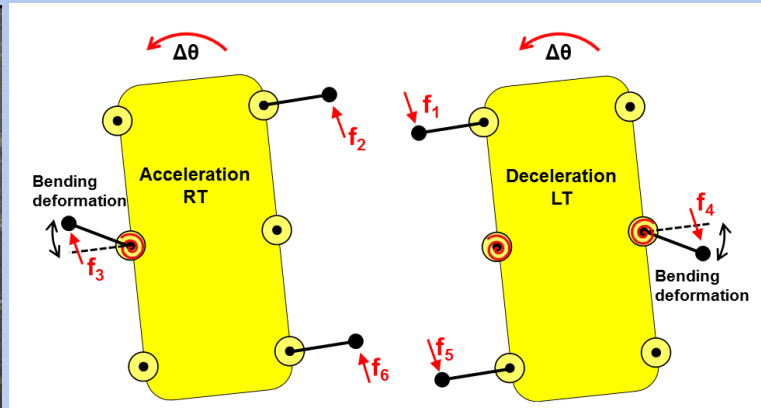 Δθ
f₂
Acceleration
RT
Bending
deformation
f₃
f₆
Δθ
f₁
Deceleration
LT
f₄
Bending
deformation
f₅